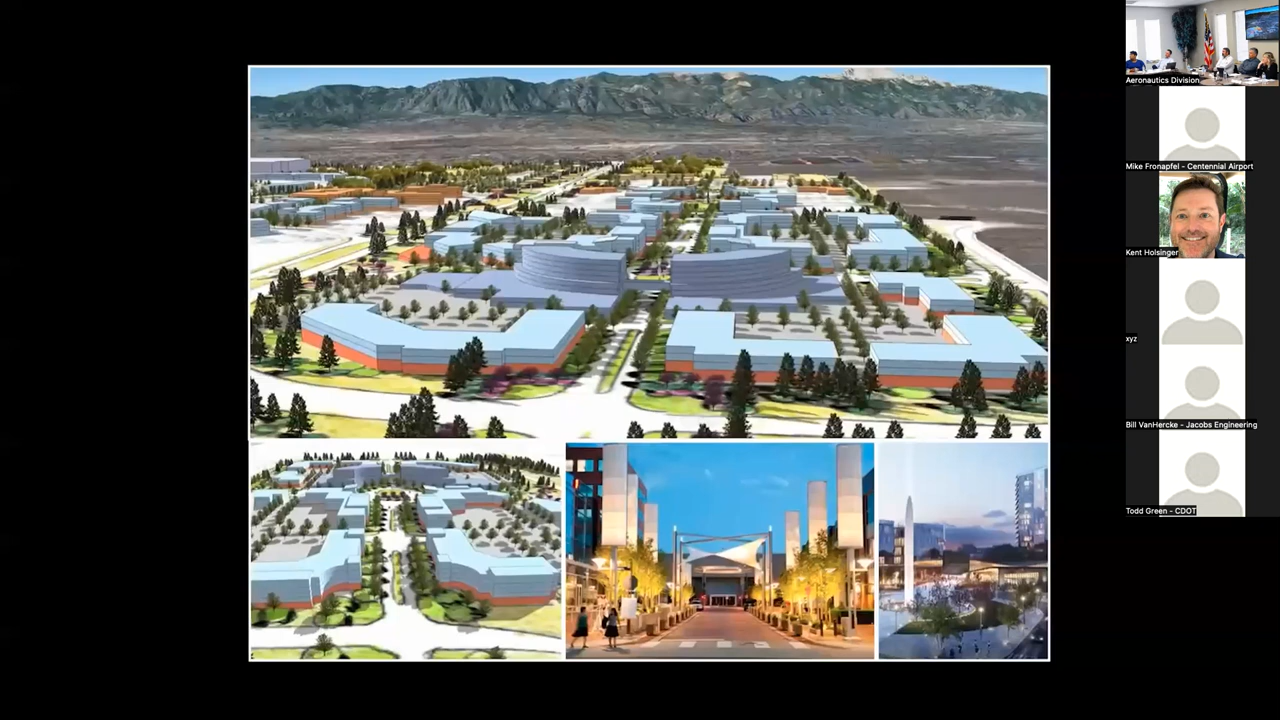 Aeronautics Division
Mike Fronapfel - Centennial Airport
Kent Holsinger
xyz
Bill VanHercke - Jacobs Engineering
Todd Green - CDOT